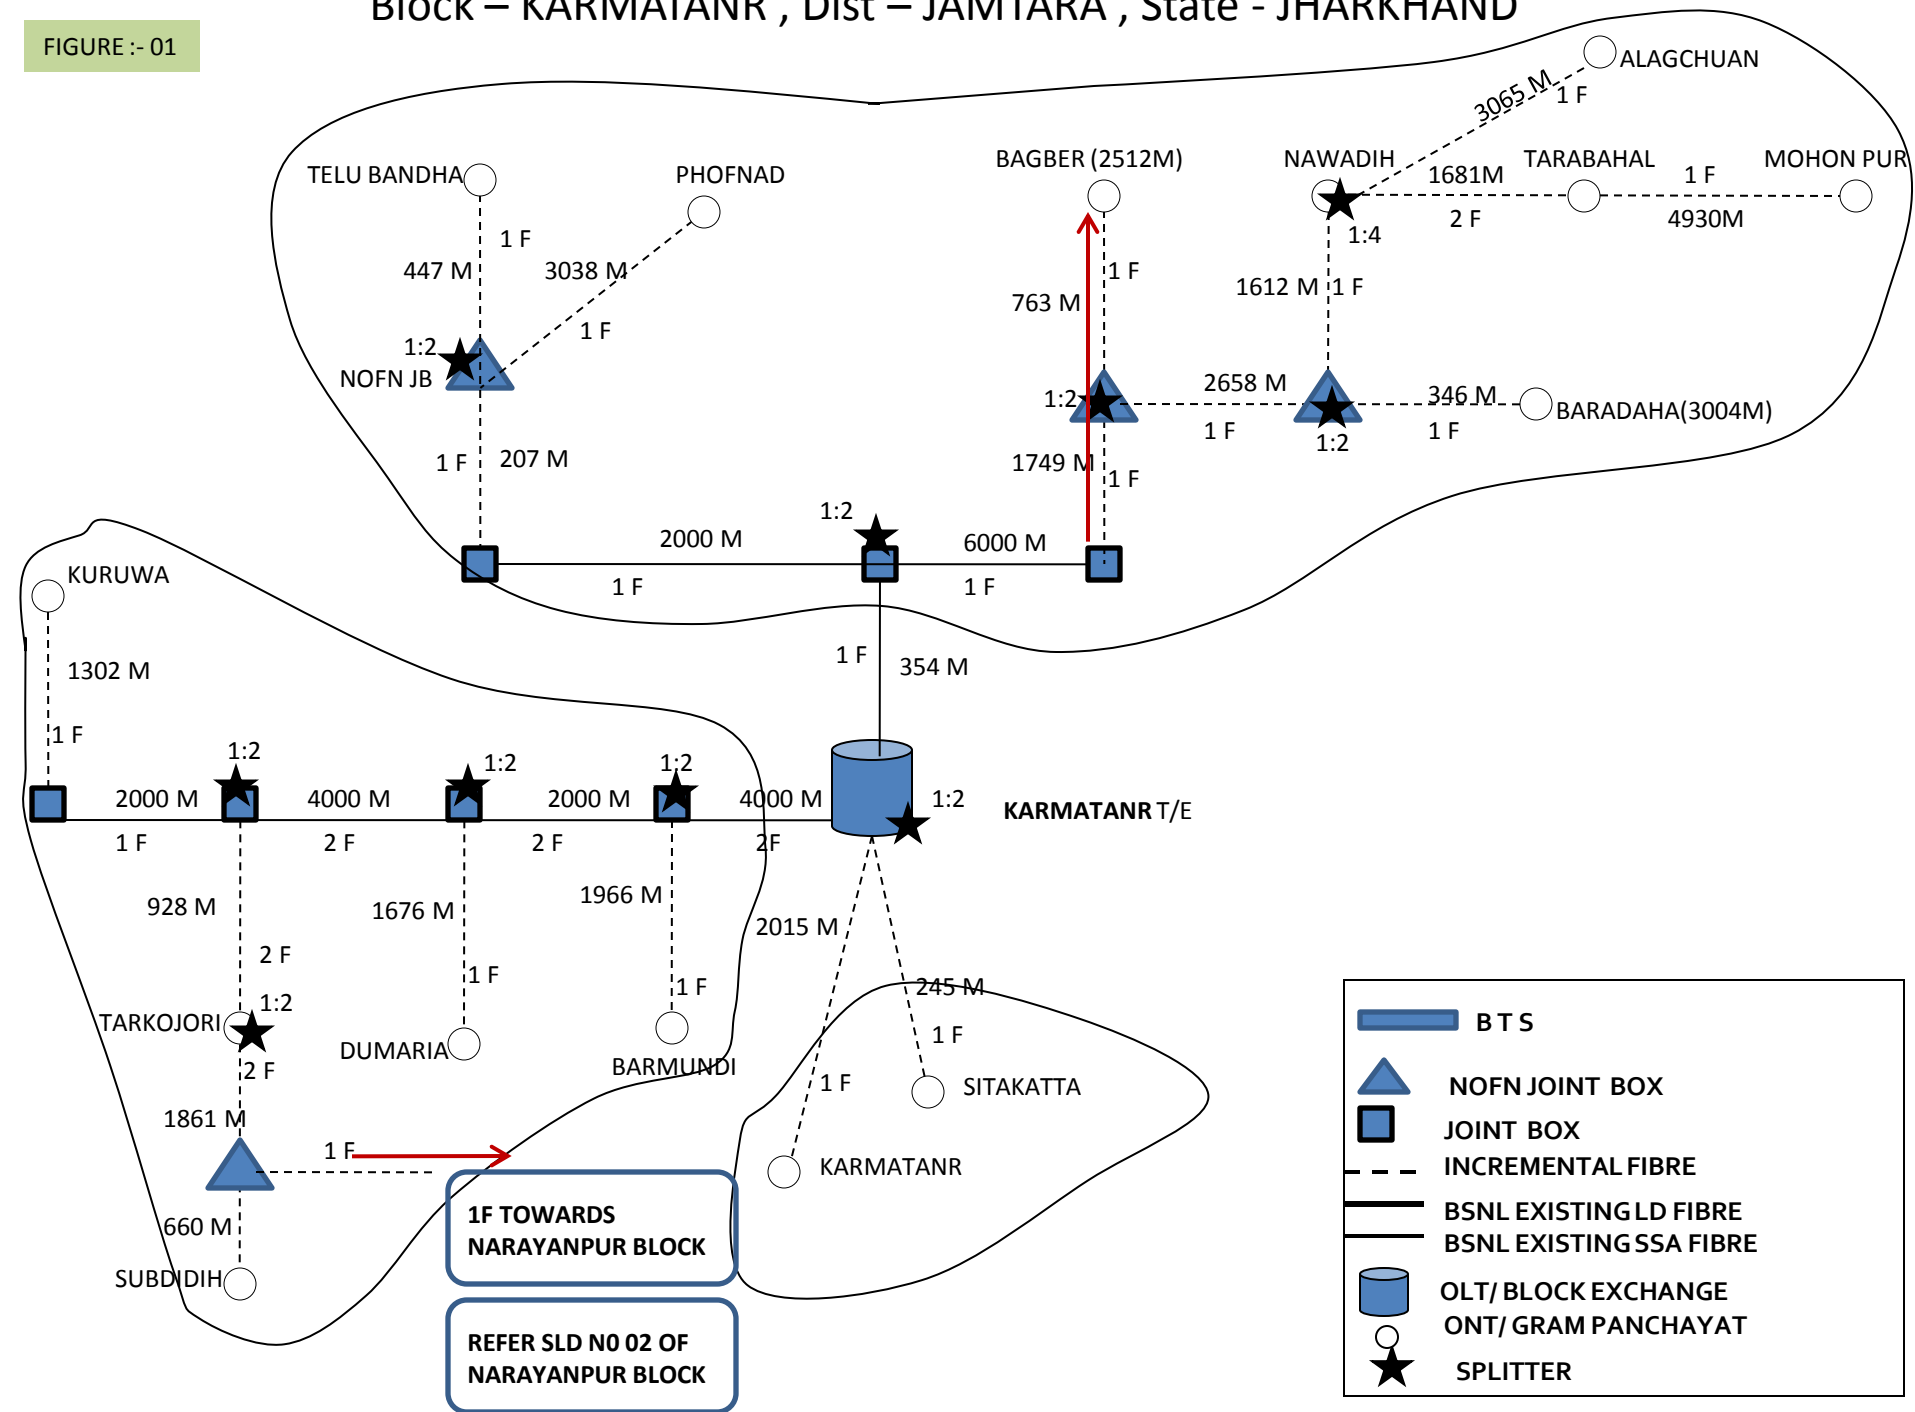 Block – KARMATANR , Dist – JAMTARA , State - JHARKHAND
FIGURE :- 01
ALAGCHUAN
3065 M
1 F
TELU BANDHA
PHOFNAD
BAGBER (2512M)
NAWADIH
TARABAHAL
MOHON PUR
1681M
1 F
2 F
4930M
1:4
1 F
447 M
3038 M
1 F
763 M
1 F
1612 M
1 F
1:2
NOFN JB
1:2
2658 M
1 F
346 M
1 F
BARADAHA(3004M)
1:2
1 F
207 M
1749 M
1 F
1:2
2000 M
6000 M
1 F
1 F
KURUWA
1302 M
1 F
1 F
354 M
1:2
1:2
1:2
2000 M
4000 M
2000 M
4000 M
1:2
KARMATANR T/E
1 F
2 F
2 F
2F
928 M
1676 M
1966 M
2015 M
2 F
1 F
1 F
245 M
1 F
TARKOJORI
1:2
DUMARIA
BARMUNDI
2 F
1 F
SITAKATTA
1861 M
1 F
KARMATANR
660 M
SUBDIDIH
1F TOWARDS
NARAYANPUR BLOCK
REFER SLD N0 02 OF
NARAYANPUR BLOCK
B T S
NOFN JOINT BOX
JOINT BOX
INCREMENTAL FIBRE
BSNL EXISTING LD FIBRE
BSNL EXISTING SSA FIBRE
OLT/ BLOCK EXCHANGE
ONT/ GRAM PANCHAYAT
SPLITTER